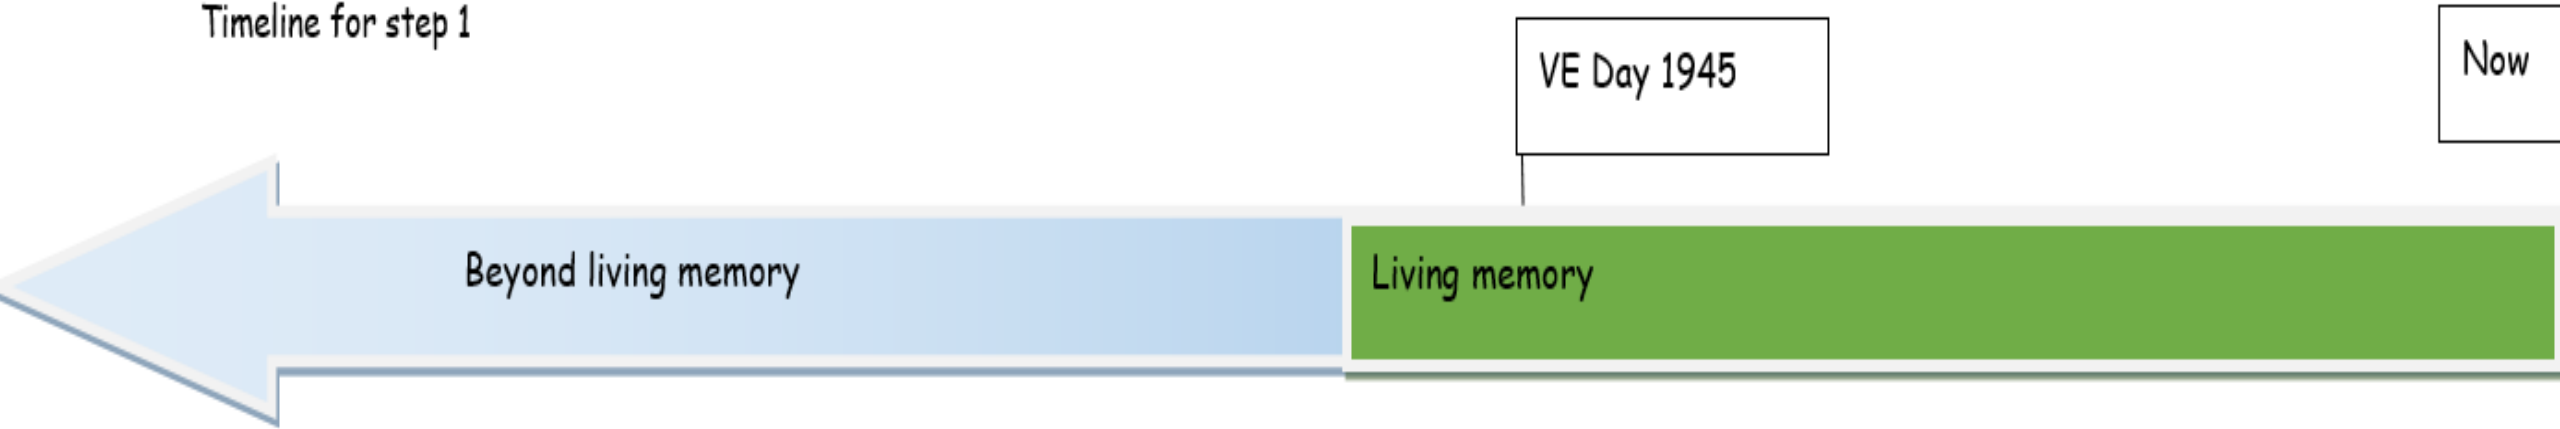 Timeline for step 1
VE Day 1945
Now
Beyond living memory
Living memory